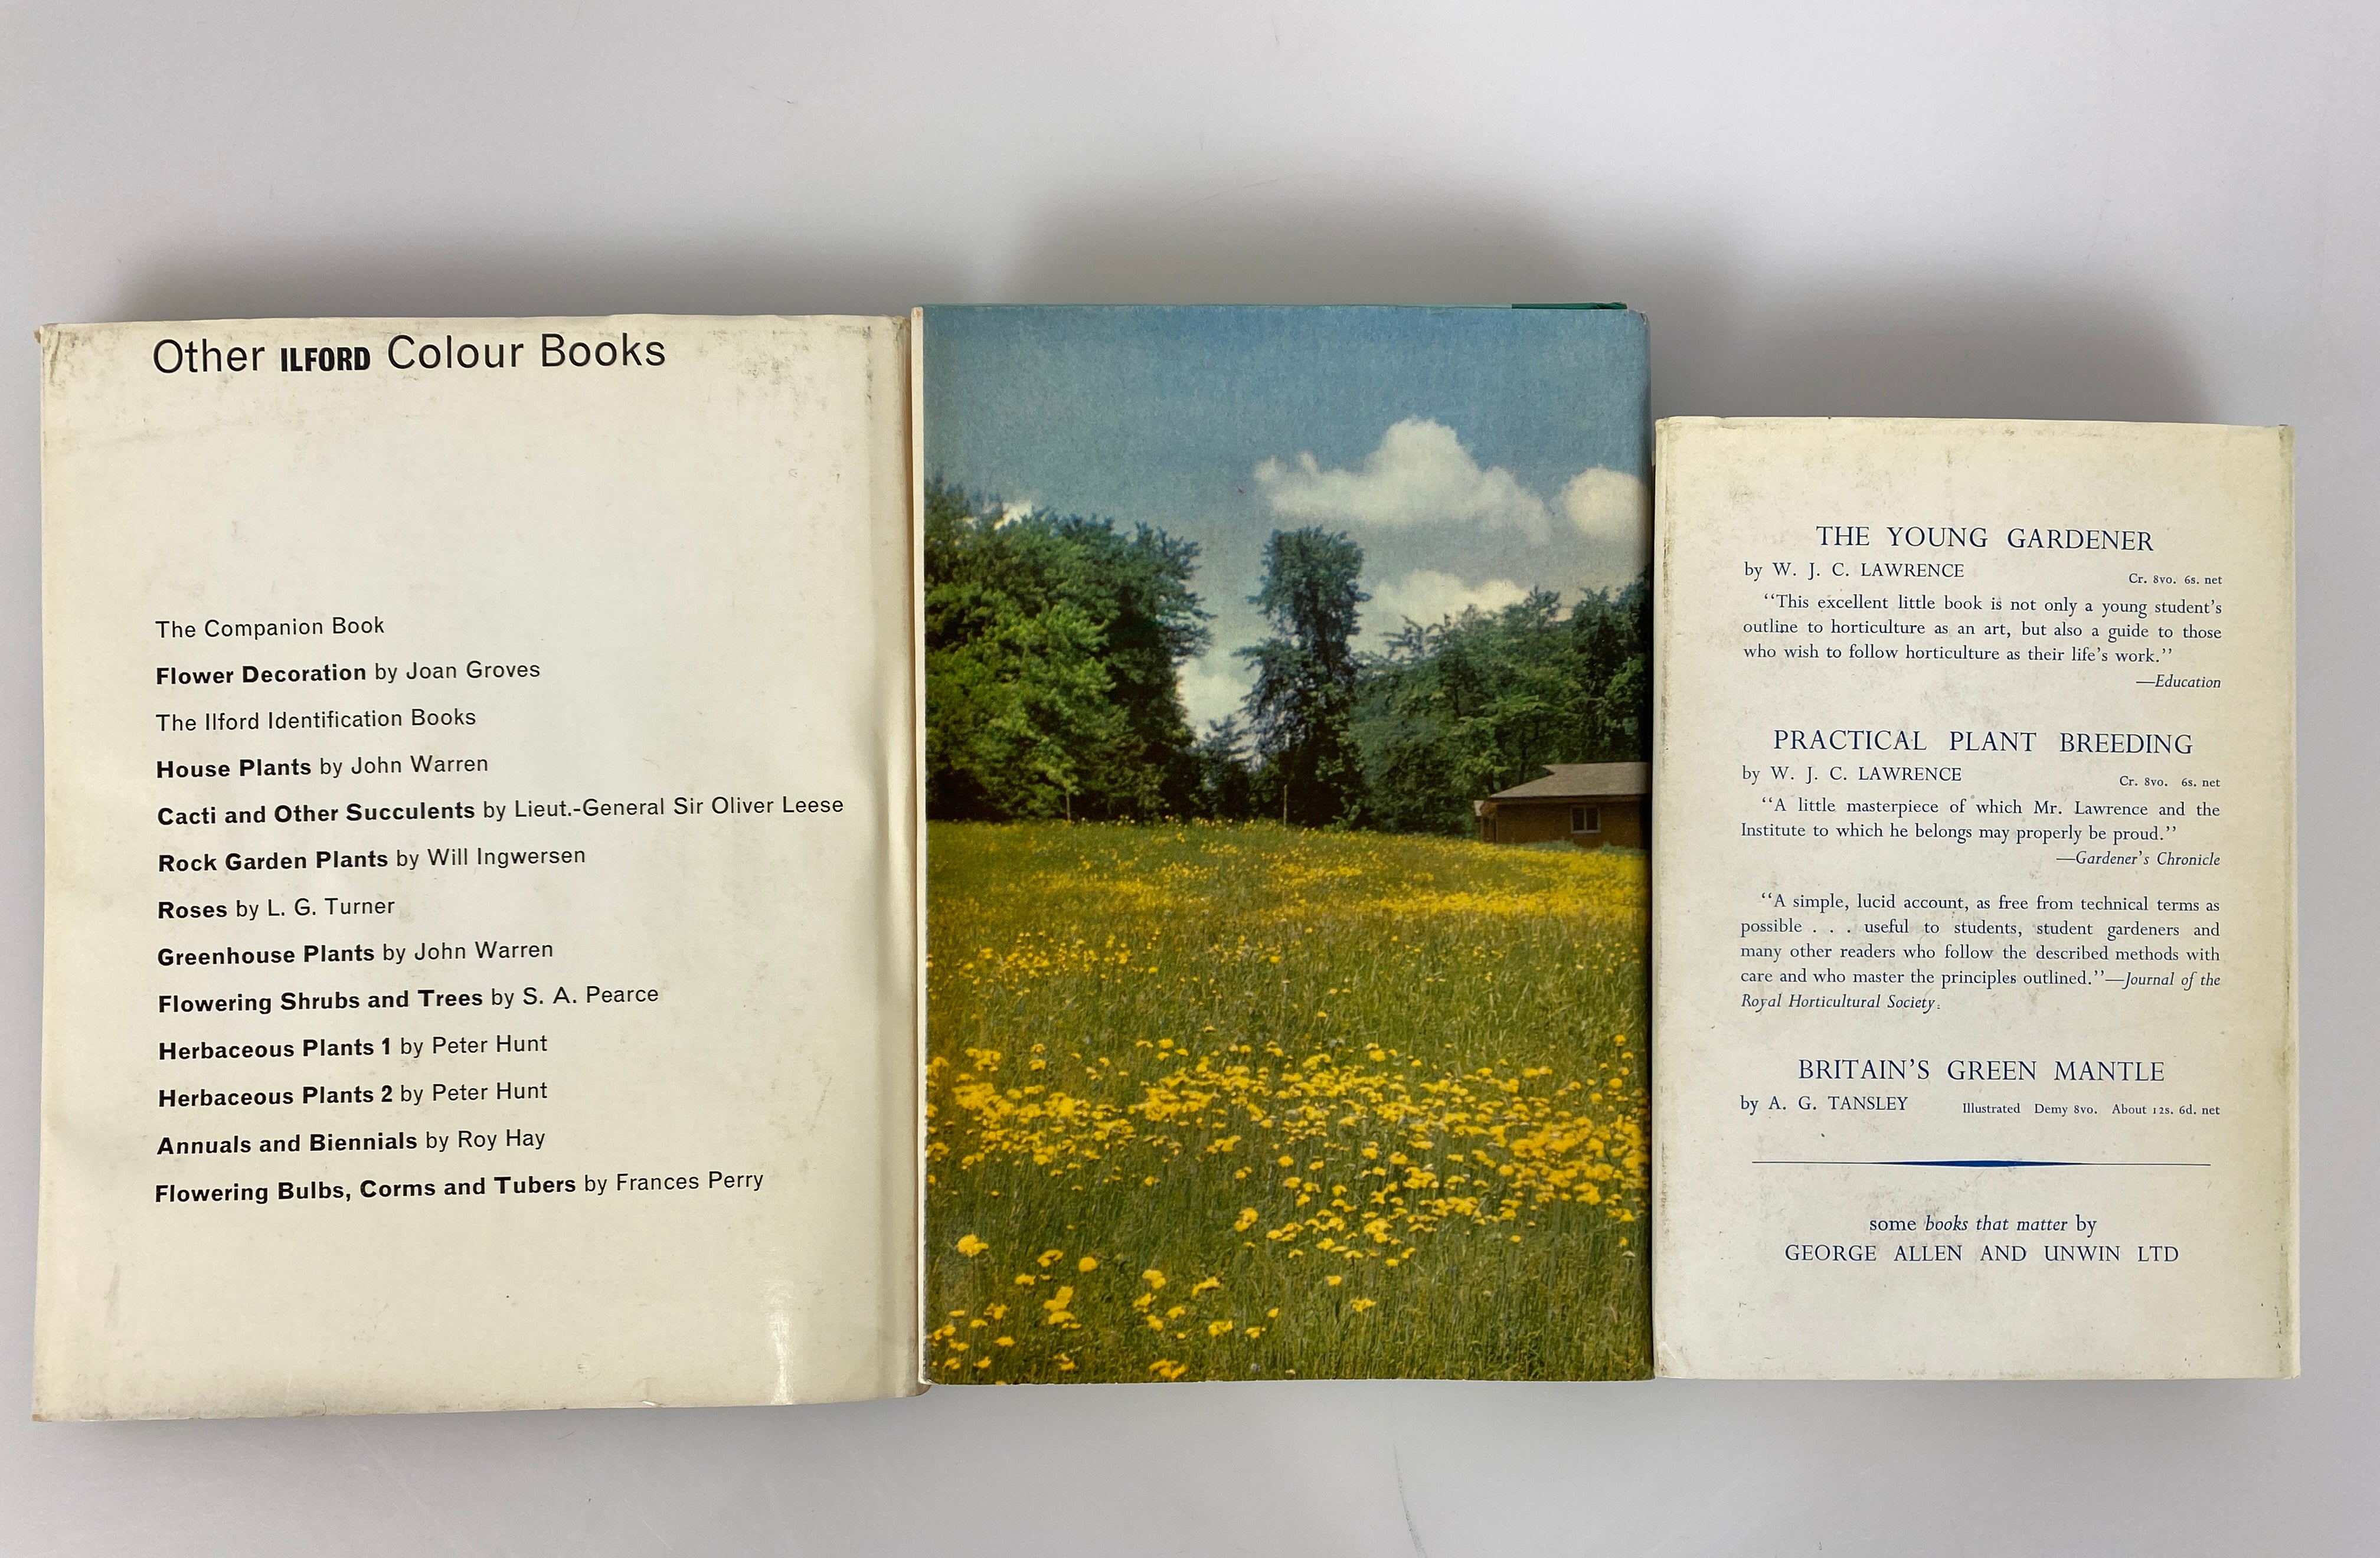 Other ILFORD Colour Books
The Companion Book
Flower Decoration by Joan Groves
The Ilford Identification Books
House Plants by John Warren
Cacti and Other Succulents by Lieut.-General Sir Oliver Leese
Rock Garden Plants by Will Ingwersen
Roses by L. G. Turner
Greenhouse Plants by John Warren
Flowering Shrubs and Trees by S. A. Pearce
Herbaceous Plants 1 by Peter Hunt
Herbaceous Plants 2 by Peter Hunt
Annuals and Biennials by Roy Hay
Flowering Bulbs, Corms and Tubers by Frances Perry
THE YOUNG GARDENER
by W. J. C. LAWRENCE Cr. 8vo. 6s. net
“This excellent little book is not only a young student’s
outline to horticulture as an art, but also a guide to those
who wish to follow horticulture as their life’s work.”
—Education
PRACTICAL PLANT BREEDING
by W. J. C. LAWRENCE Cr. 8vo. 6s. net
“A little masterpiece of which Mr. Lawrence and the
Institute to which he belongs may properly be proud.”
—Gardener’s Chronicle
“A simple, lucid account, as free from technical terms as
possible . . . useful to students, student gardeners and
many other readers who follow the described methods with
care and who master the principles outlined.”—Journal of the
Royal Horticultural Society.
BRITAIN’S GREEN MANTLE
by A. G. TANSLEY Illustrated Demy 8vo. About 12s. 6d. net
some books that matter by
GEORGE ALLEN AND UNWIN LTD